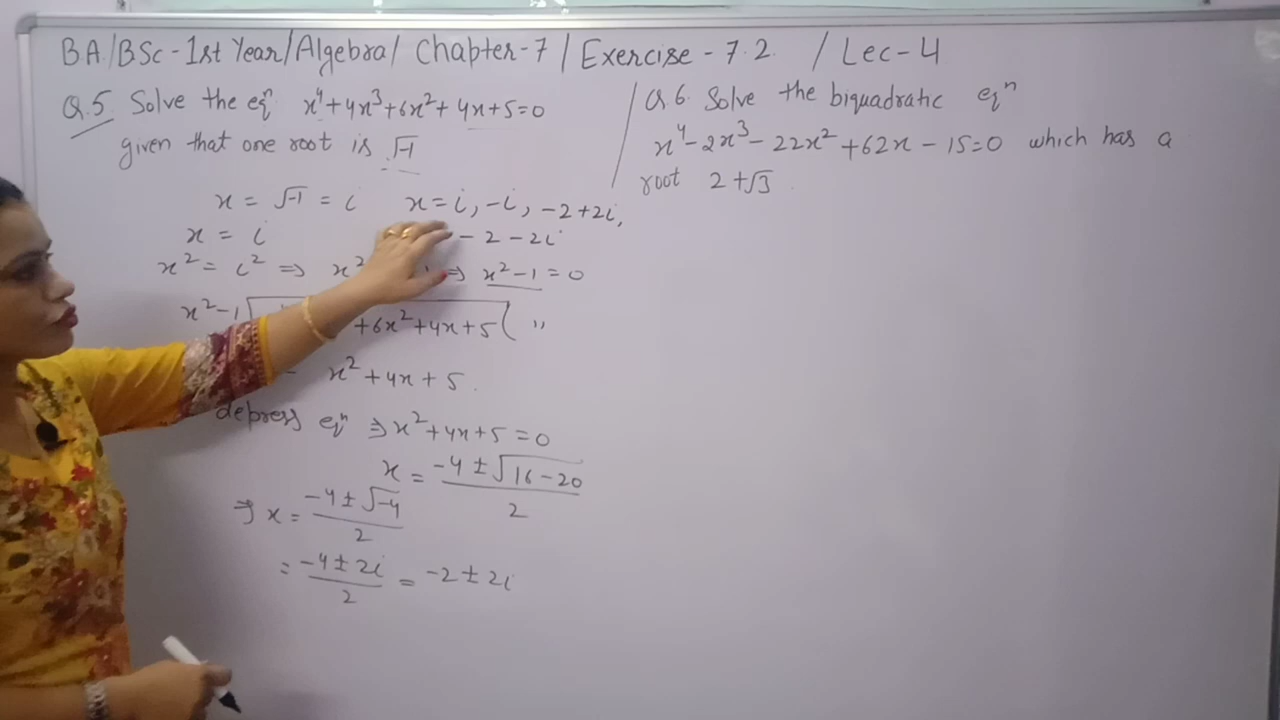 BA/BSc-1st Year/Algebra/ Chapter-7/Exercise-7.2 /Lec-4
Q.5 Solve the eqⁿ x⁴+4x³+6x²+4x+5=0
given that one root is √-1
x = √-1 = i x = i, -i, -2+2i,
x = i -2-2i
x² = i² ⇒ x² ⇒ x²-1=0
x²-1 +6x²+4x+5( "
x²+4x+5.
depress eqⁿ ⇒ x²+4x+5=0
x = -4±√16-20 / 2
⇒ x = -4±√-4 / 2
= -4±2i / 2 = -2±2i
Q.6. Solve the biquadratic eqⁿ
x⁴-2x³-22x²+62x-15=0 which has a
root 2+√3.